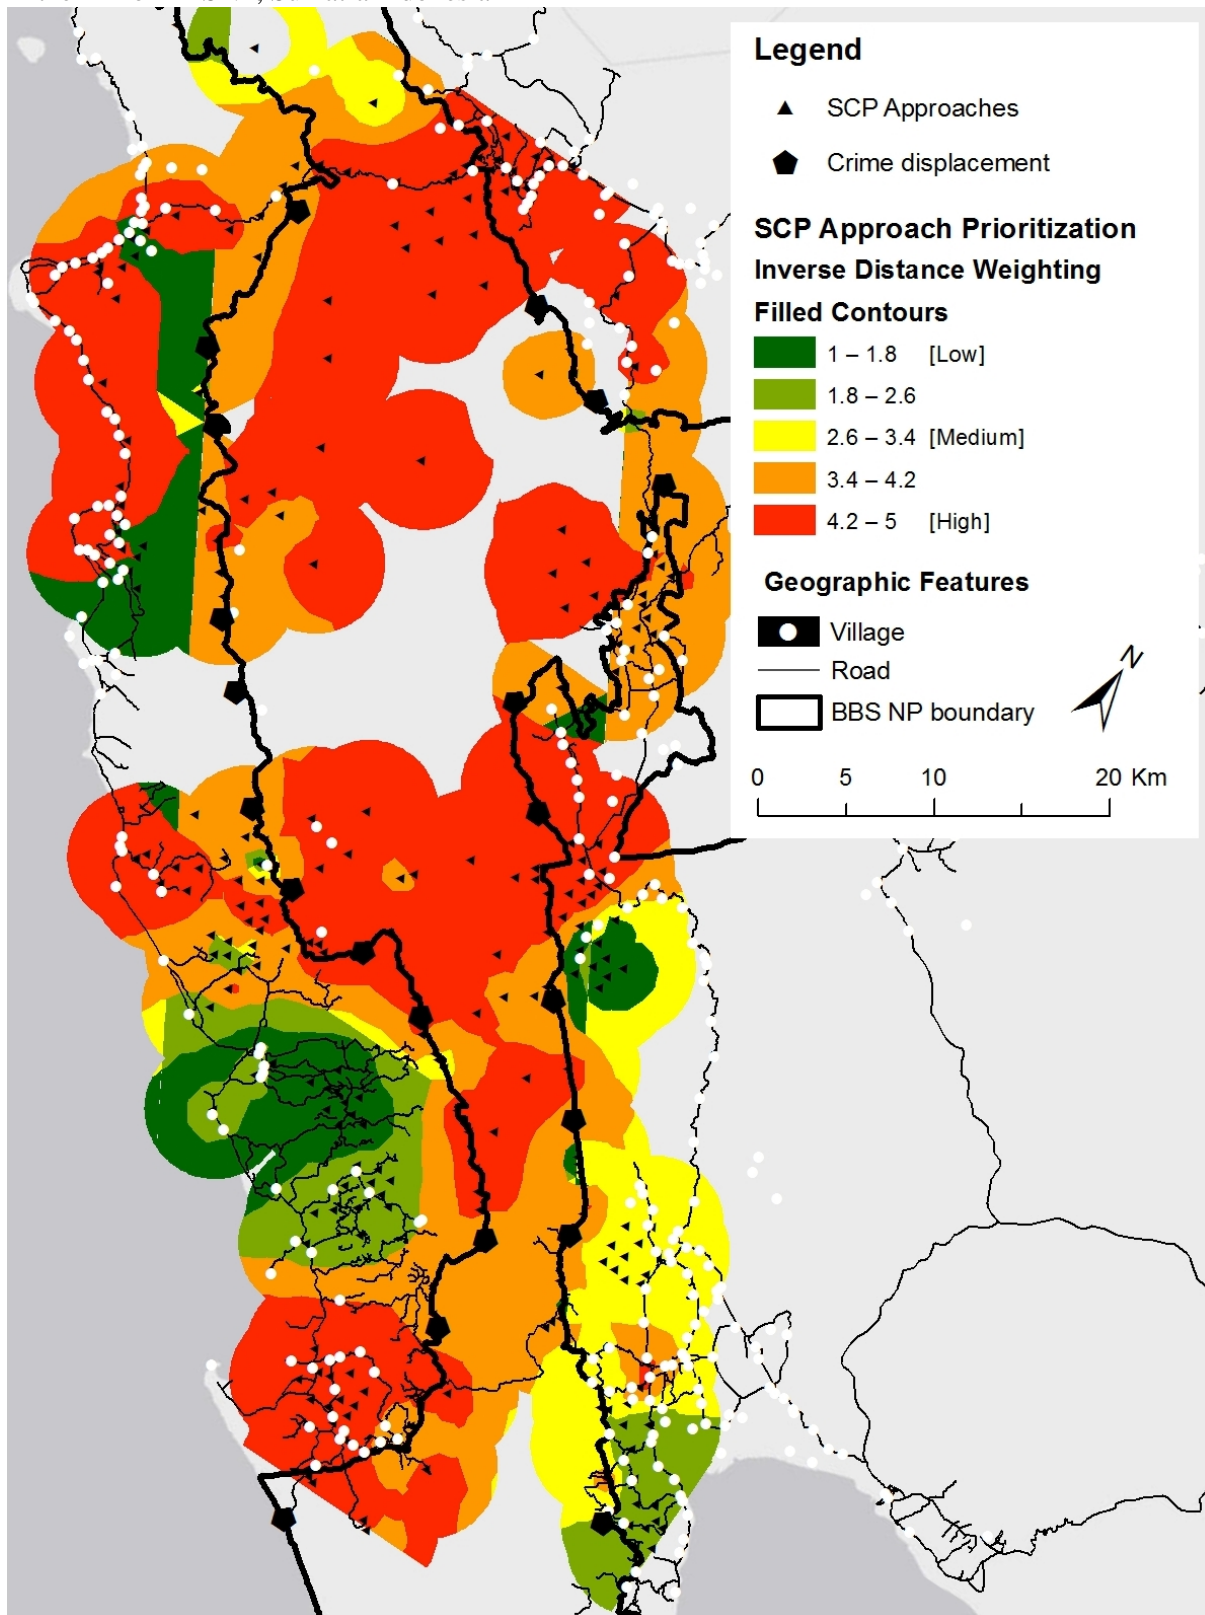 Legend
SCP Approaches
Crime displacement
SCP Approach Prioritization
Inverse Distance Weighting
Filled Contours
1 – 1.8 [Low]
1.8 – 2.6
2.6 – 3.4 [Medium]
3.4 – 4.2
4.2 – 5 [High]
Geographic Features
Village
Road
BBS NP boundary
N
0 5 10 20 Km